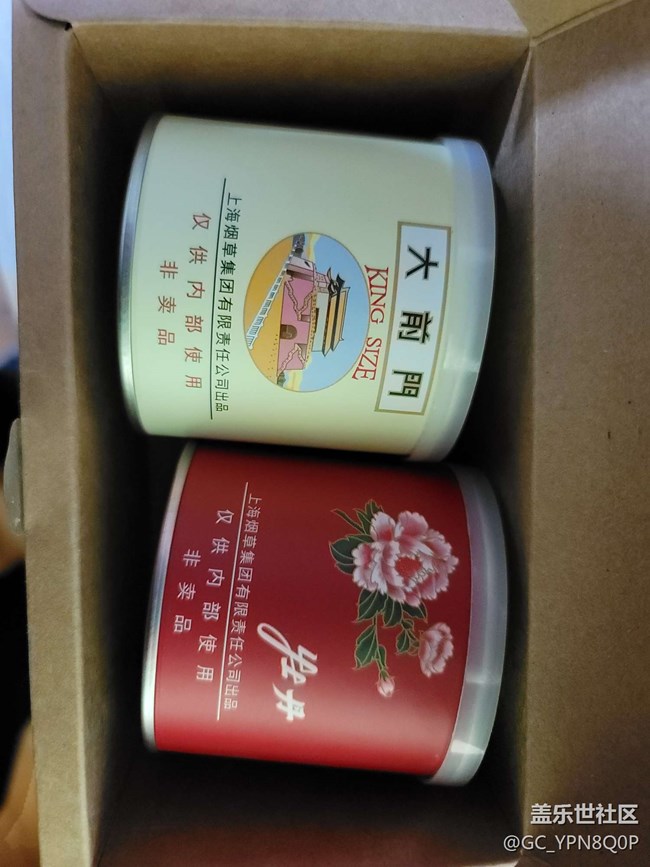 大前門
KING SIZE
上海烟草集团有限责任公司出品
仅供内部使用
非卖品
牡丹
上海烟草集团有限责任公司出品
仅供内部使用
非卖品
盖乐世社区
@GC_YPN8Q0P